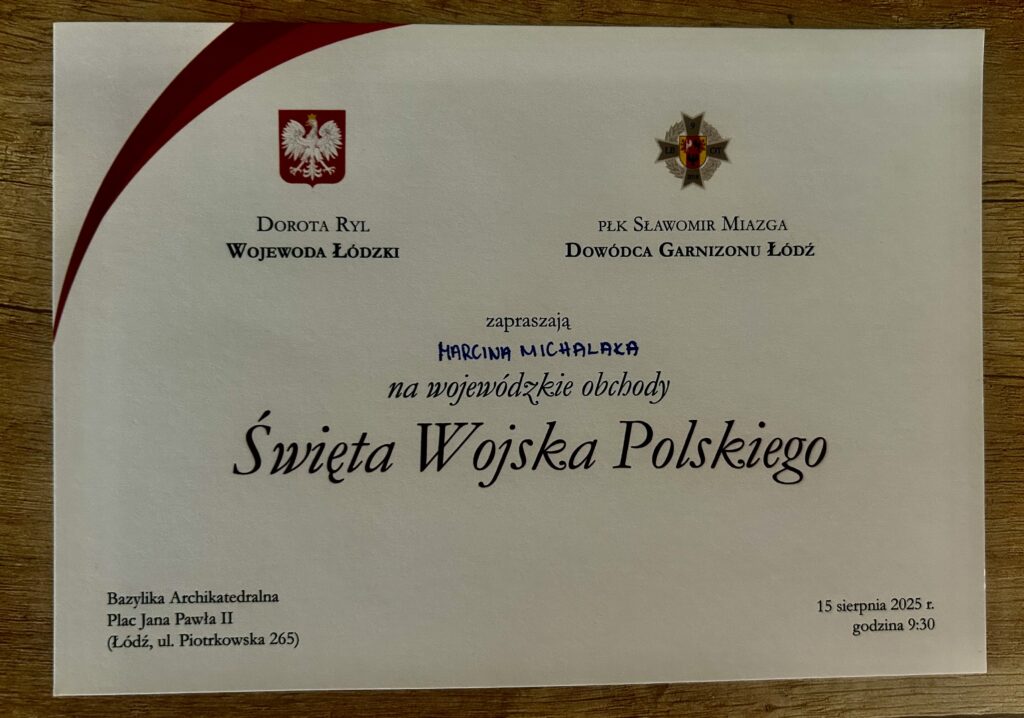 Dorota Ryl
Wojewoda Łódzki
płk Sławomir Miazga
Dowódca Garnizonu Łódź
zapraszają
MARCINA MICHALAKA
na wojewódzkie obchody
Święta Wojska Polskiego
Bazylika Archikatedralna
Plac Jana Pawła II
(Łódź, ul. Piotrkowska 265)
15 sierpnia 2025 r.
godzina 9:30